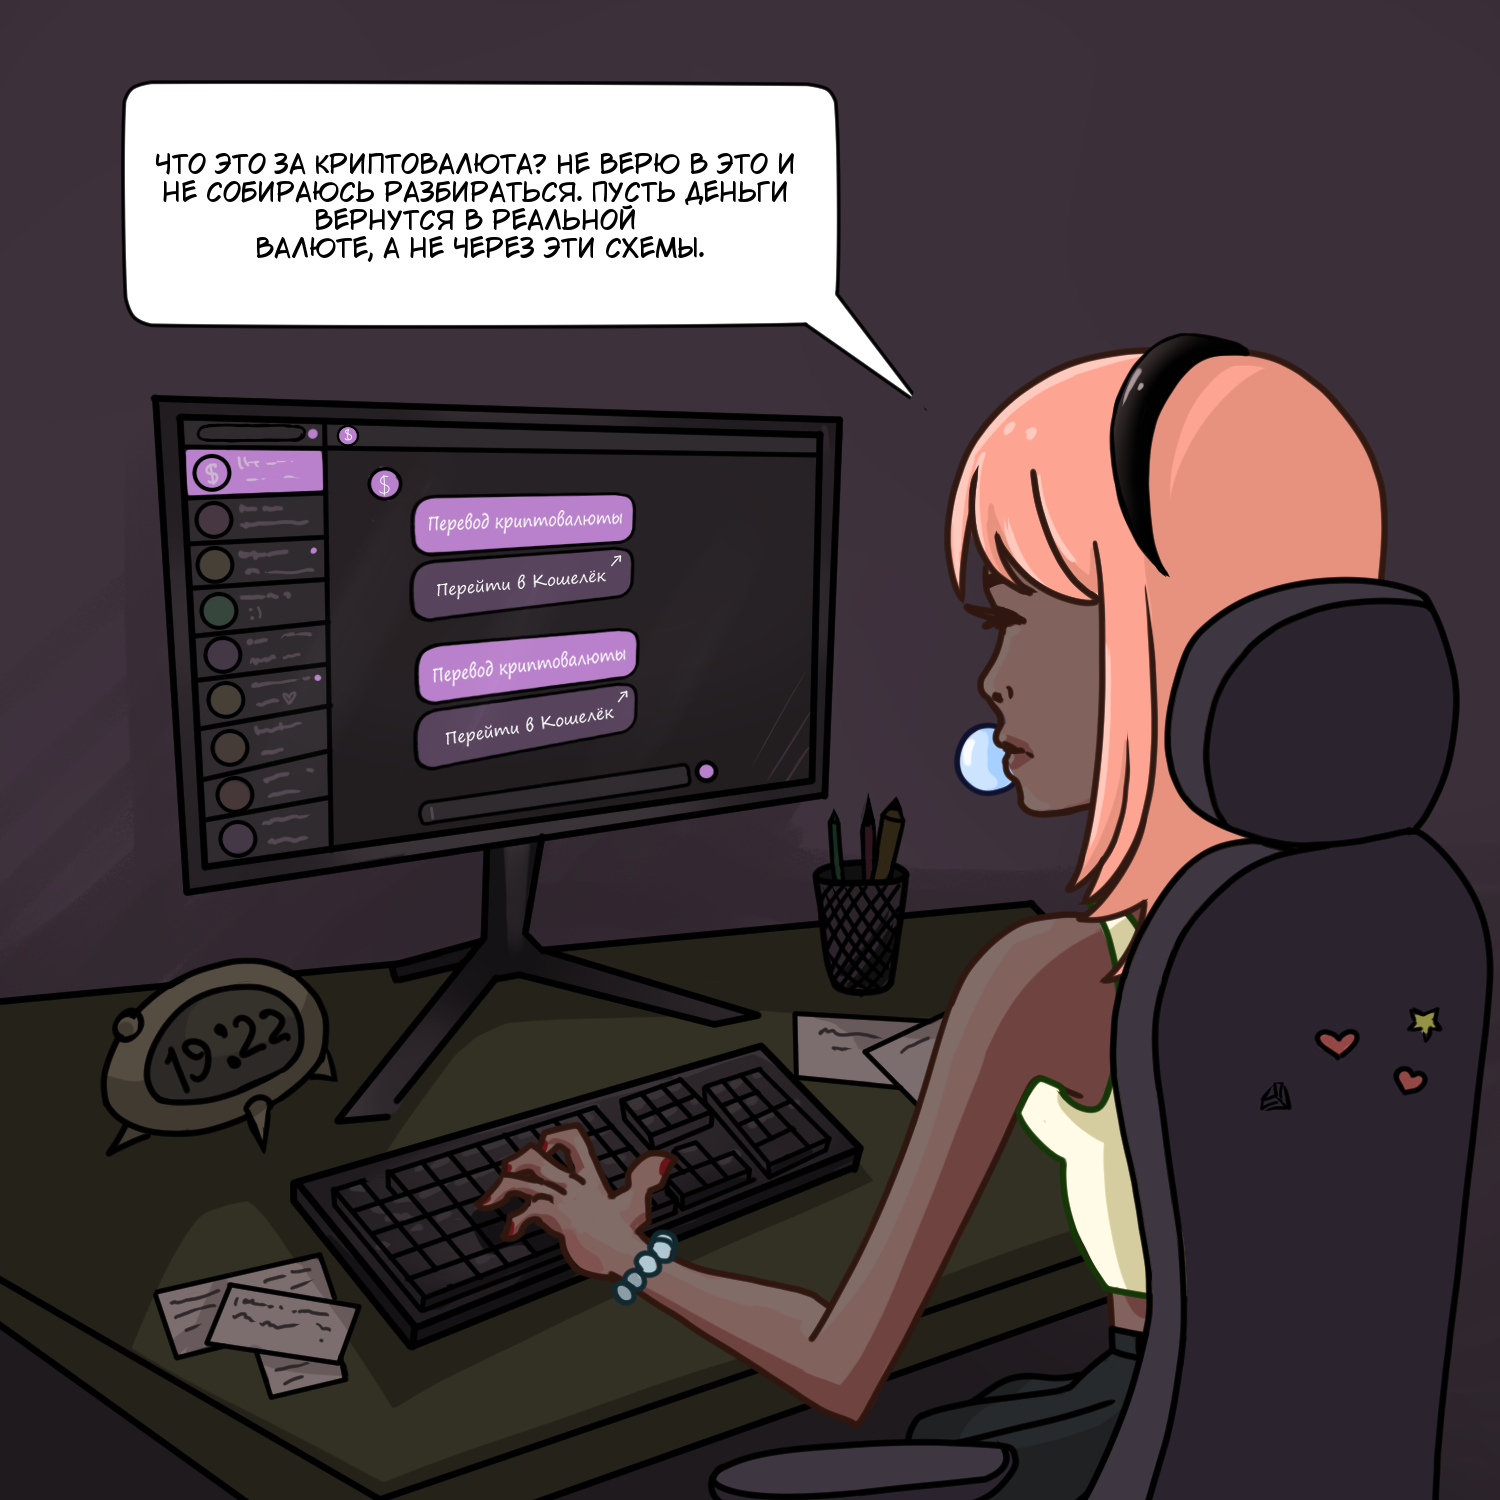 ЧТО ЭТО ЗА КРИПТОВАЛЮТА? НЕ ВЕРЮ В ЭТО И
НЕ СОБИРАЮСЬ РАЗБИРАТЬСЯ. ПУСТЬ ДЕНЬГИ
ВЕРНУТСЯ В РЕАЛЬНОЙ
ВАЛЮТЕ, А НЕ ЧЕРЕЗ ЭТИ СХЕМЫ.
$
$
$
Перевод криптовалюты
Перейти в Кошелёк
:)
Перевод криптовалюты
Перейти в Кошелёк
19:22